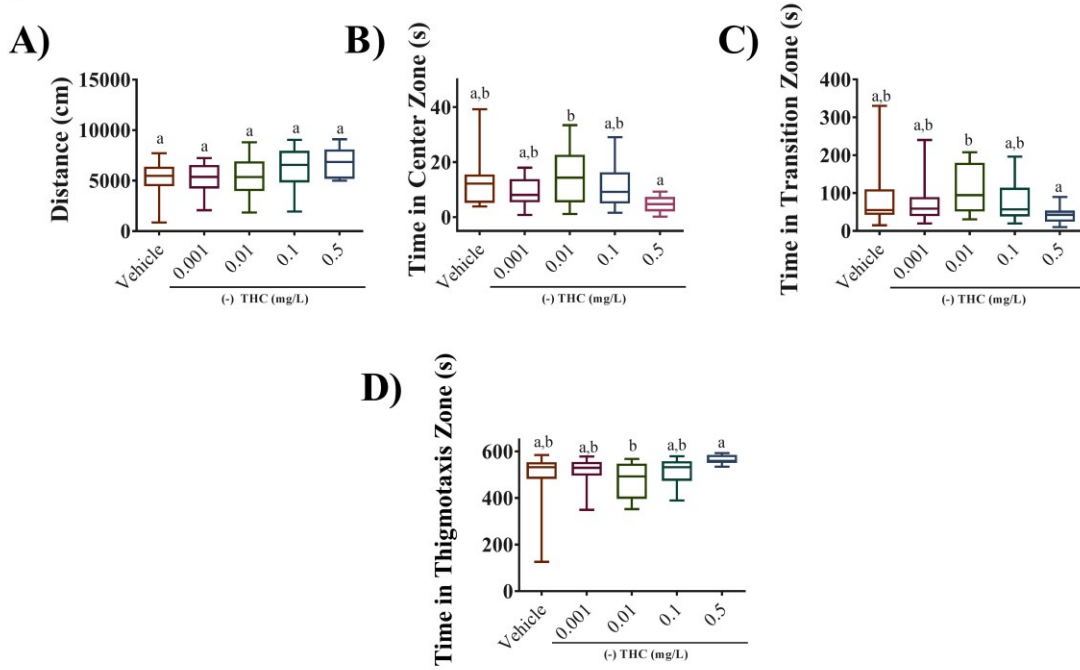 A)
Distance (cm)
15000
10000
5000
0
a
a
a
a
a
Vehicle
0.001
0.01
0.1
0.5
(-) THC (mg/L)
B)
Time in Center Zone (s)
40
20
0
a,b
a,b
b
a,b
a
Vehicle
0.001
0.01
0.1
0.5
(-) THC (mg/L)
C)
Time in Transition Zone (s)
400
300
200
100
0
a,b
a,b
b
a,b
a
Vehicle
0.001
0.01
0.1
0.5
(-) THC (mg/L)
D)
Time in Thigmotaxis Zone (s)
600
400
200
0
a,b
a,b
b
a,b
a
Vehicle
0.001
0.01
0.1
0.5
(-) THC (mg/L)